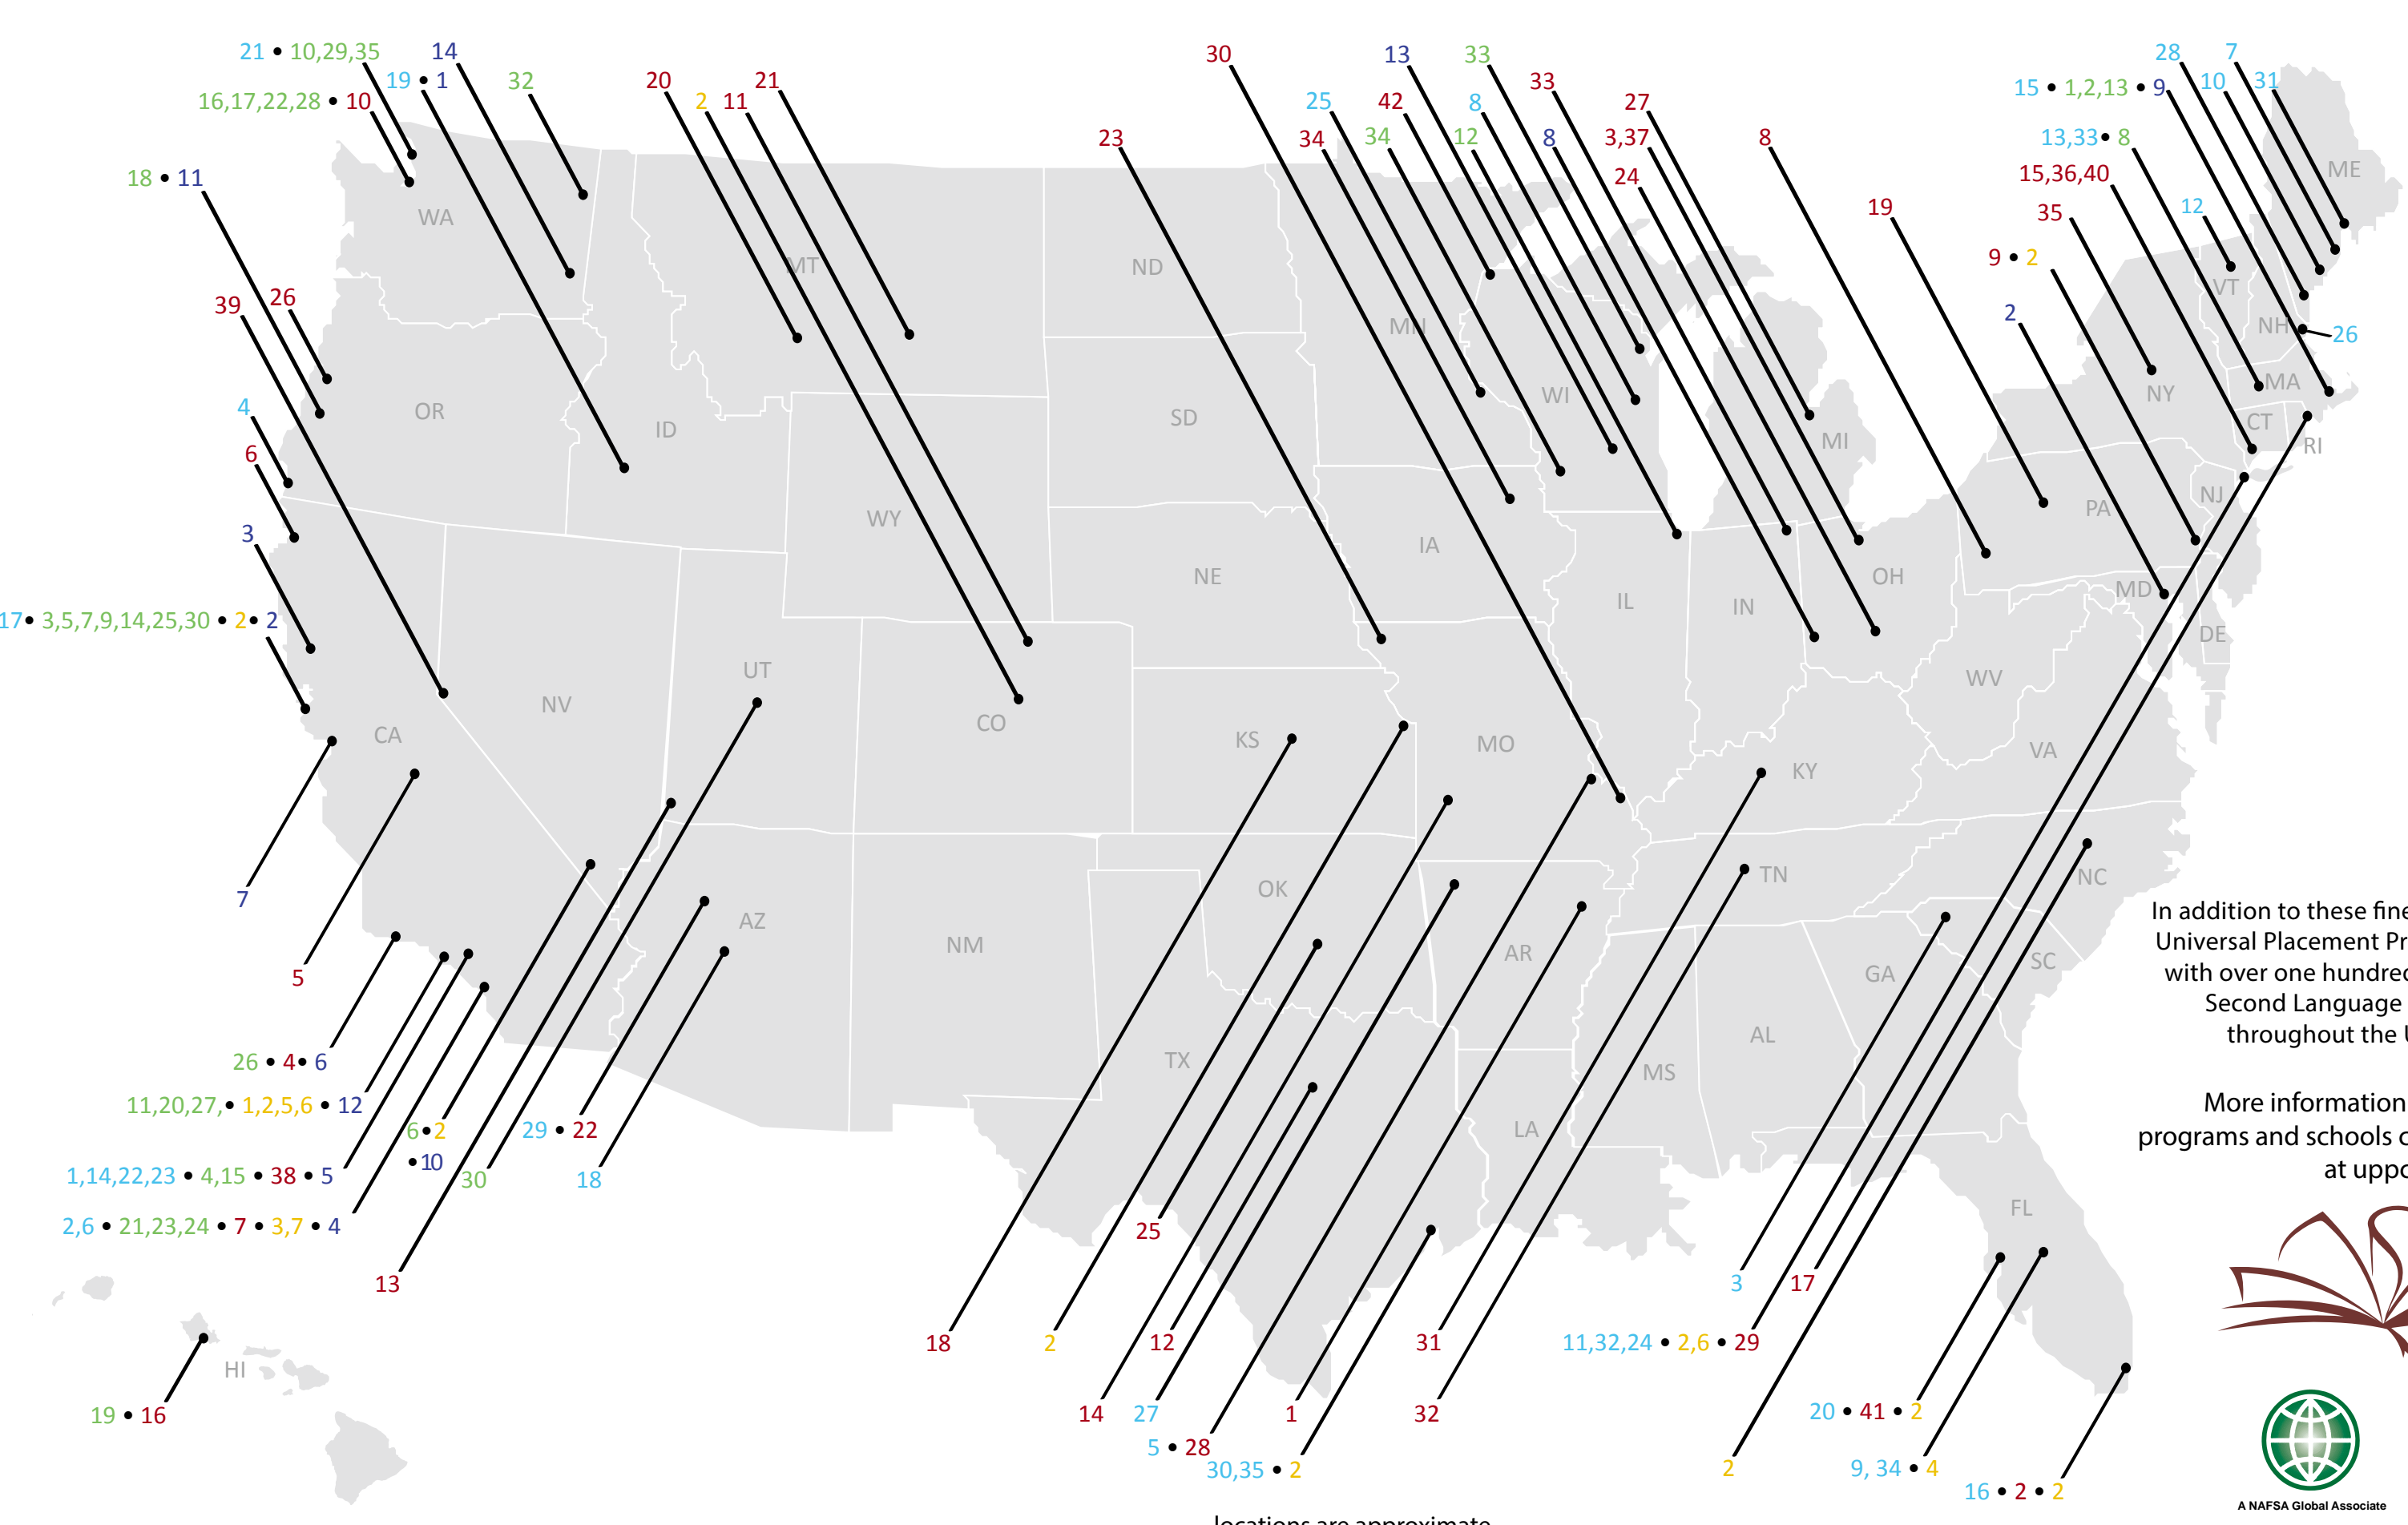 21 • 10,29,35
14
19 • 1
32
16,17,22,28 • 10
20
2
11
21
30
13
33
33
25
42
8
27
23
34
34
12
8
3,37
8
24
28
7
15 • 1,2,13 • 9
10
31
13,33• 8
15,36,40
12
35
19
9 • 2
2
26
18 • 11
39
26
4
6
3
17• 3,5,7,9,14,25,30 • 2• 2
7
5
26 • 4• 6
11,20,27,• 1,2,5,6 • 12
6•2
•10
29 • 22
1,14,22,23 • 4,15 • 38 • 5
30
18
2,6 • 21,23,24 • 7 • 3,7 • 4
13
19 • 16
25
18
2
12
14
27
5 • 28
30,35 • 2
1
31
32
3
17
11,32,24 • 2,6 • 29
2
20 • 41 • 2
9, 34 • 4
16 • 2 • 2
WA
MT
ND
MN
ME
VT
NH
OR
ID
SD
WI
MI
NY
MA
CT
RI
WY
IA
NE
PA
NJ
OH
IL
IN
MD
DE
UT
NV
CA
CO
KS
MO
WV
VA
KY
AZ
NM
OK
TN
NC
AR
GA
SC
TX
AL
MS
LA
FL
HI
In addition to these fine
Universal Placement Pr
with over one hundred
Second Language
throughout the U
More information
programs and schools
at uppo
A NAFSA Global Associate
locations are approximate